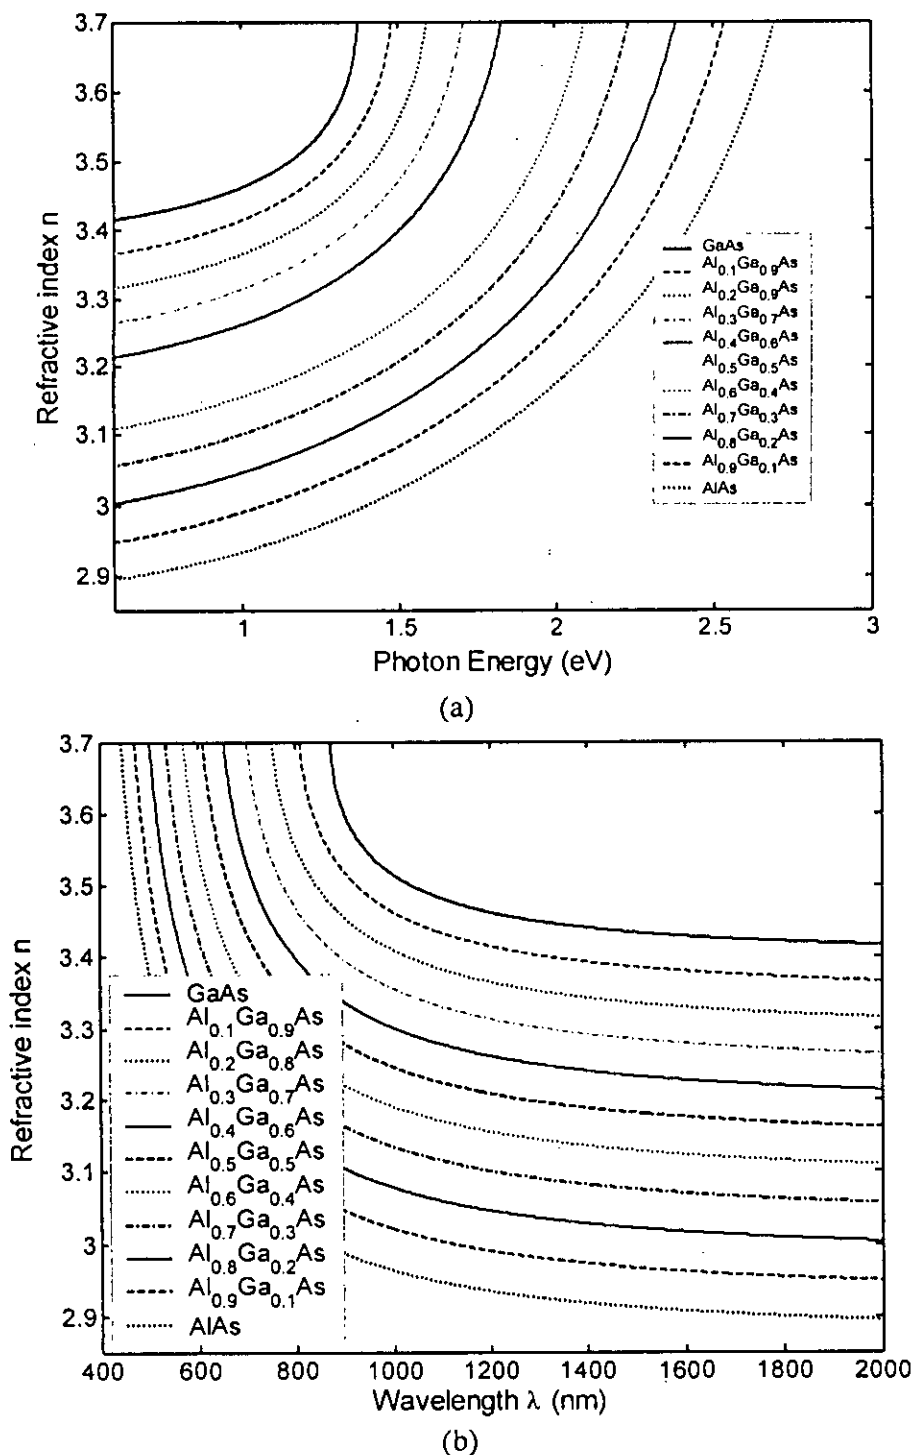 (a)
3.7
3.6
3.5
3.4
3.3
3.2
3.1
3
2.9
Refractive index n
GaAs
Al0.1Ga0.9As
Al0.2Ga0.9As
Al0.3Ga0.7As
Al0.4Ga0.6As
Al0.5Ga0.5As
Al0.6Ga0.4As
Al0.7Ga0.3As
Al0.8Ga0.2As
Al0.9Ga0.1As
AlAs
1 1.5 2 2.5 3
Photon Energy (eV)
(a)
3.7
3.6
3.5
3.4
3.3
3.2
3.1
3
2.9
Refractive index n
GaAs
Al0.1Ga0.9As
Al0.2Ga0.8As
Al0.3Ga0.7As
Al0.4Ga0.6As
Al0.5Ga0.5As
Al0.6Ga0.4As
Al0.7Ga0.3As
Al0.8Ga0.2As
Al0.9Ga0.1As
AlAs
400 600 800 1000 1200 1400 1600 1800 2000
Wavelength λ (nm)
(b)